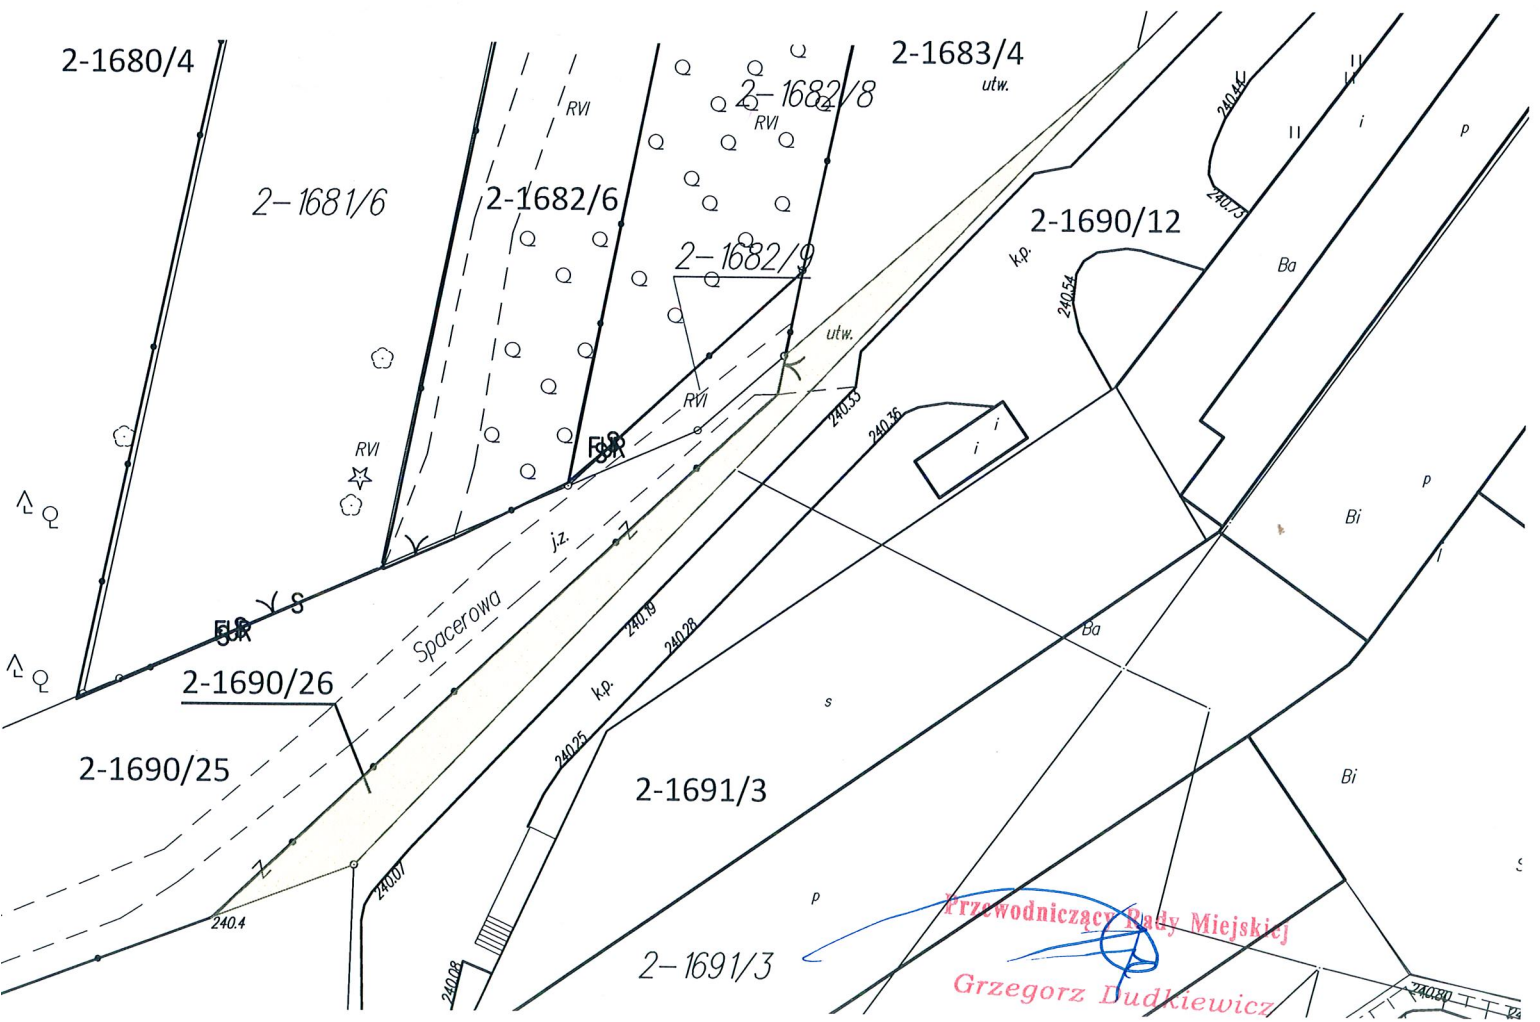 2-1680/4
2-1683/4
utw.
2-1682/8
RVI
RVI
2-1681/6
2-1682/6
2-1690/12
k.p.
240.44
240.73
i
p
Ba
240.54
2-1682/9
utw.
RVI
RVI
240.33
240.36
i
i
p
Bi
j.z.
Spacerowa
S
240.19
240.28
Ba
2-1690/26
k.p.
s
240.25
2-1690/25
2-1691/3
Bi
240.07
240.4
p
Przewodniczący Rady Miejskiej
2-1691/3
240.08
Grzegorz Dudkiewicz
240.80